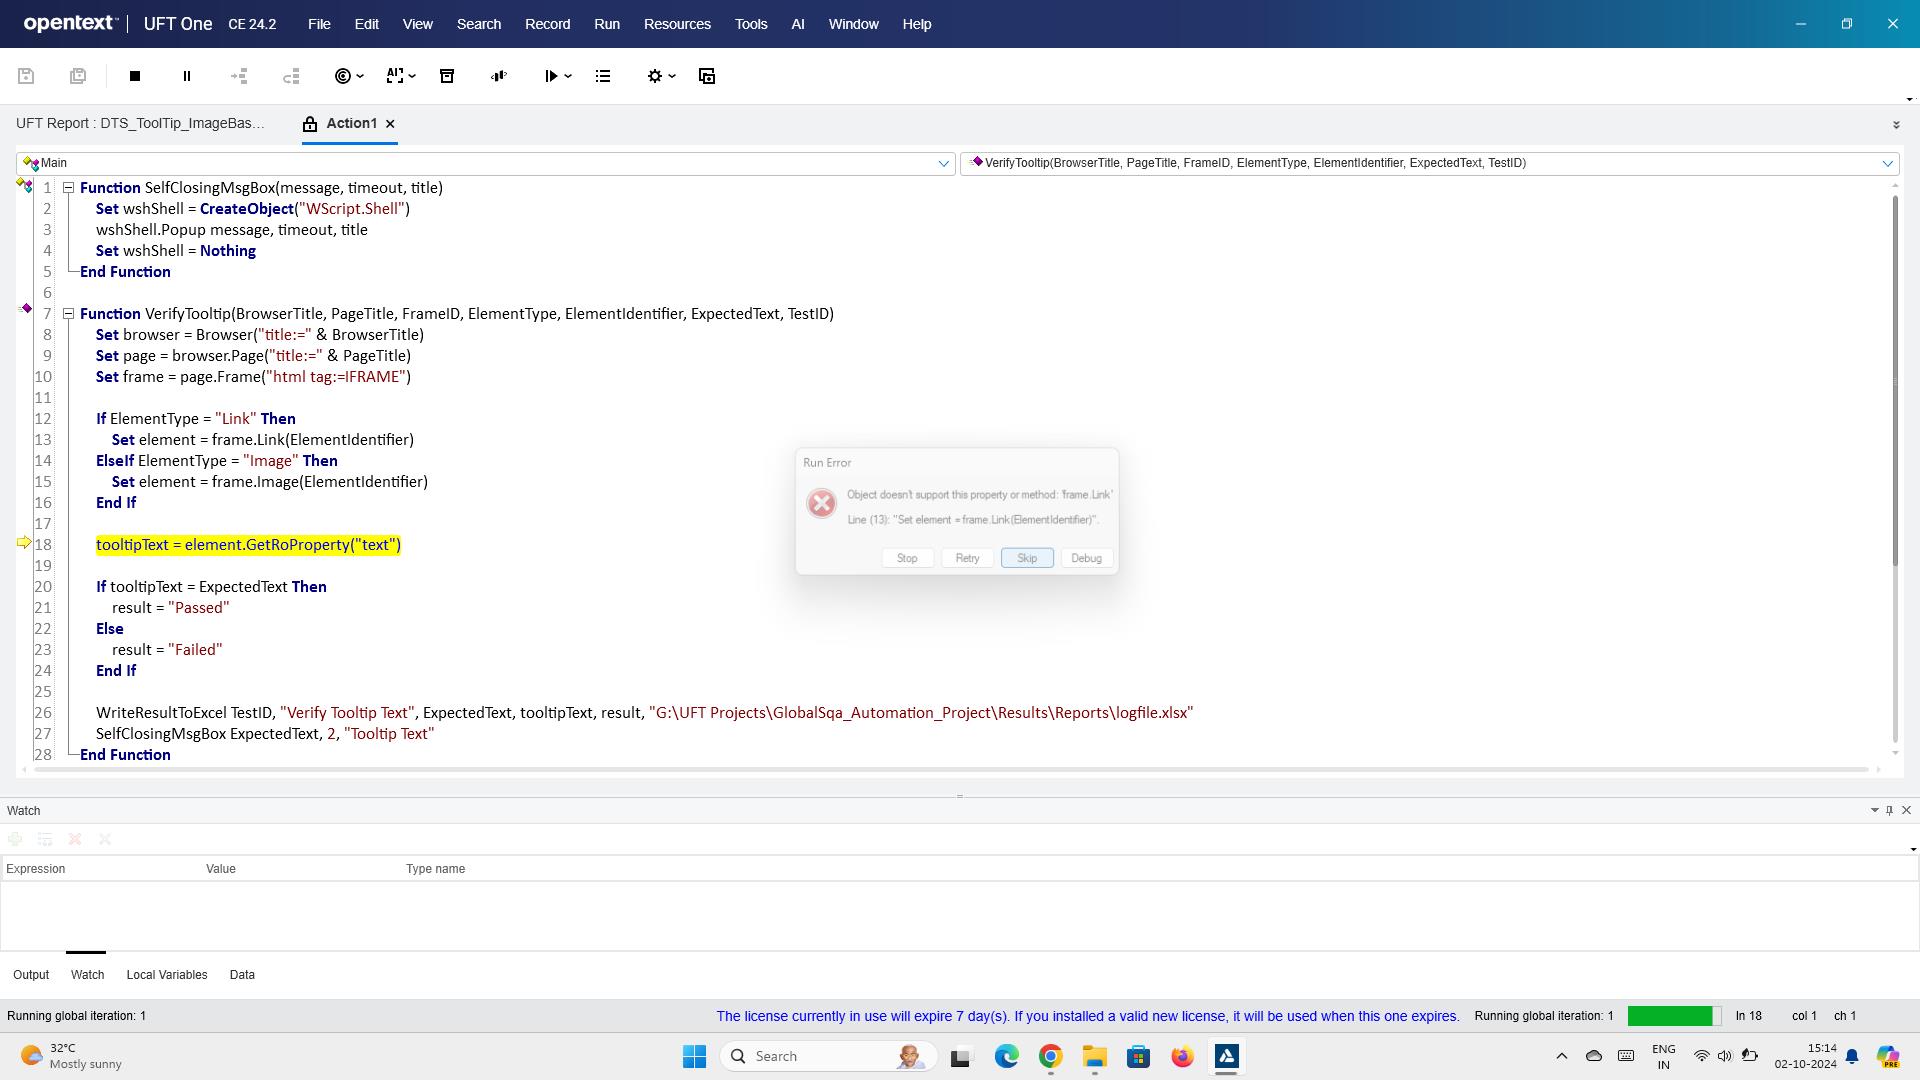 opentext™ | UFT One CE 24.2 File Edit View Search Record Run Resources Tools AI Window Help
UFT Report : DTS_ToolTip_ImageBas...
Action1
Main
VerifyTooltip(BrowserTitle, PageTitle, FrameID, ElementType, ElementIdentifier, ExpectedText, TestID)
1 Function SelfClosingMsgBox(message, timeout, title)
2 Set wshShell = CreateObject("WScript.Shell")
3 wshShell.Popup message, timeout, title
4 Set wshShell = Nothing
5 End Function
6
7 Function VerifyTooltip(BrowserTitle, PageTitle, FrameID, ElementType, ElementIdentifier, ExpectedText, TestID)
8 Set browser = Browser("title:=" & BrowserTitle)
9 Set page = browser.Page("title:=" & PageTitle)
10 Set frame = page.Frame("html tag:=IFRAME")
11
12 If ElementType = "Link" Then
13 Set element = frame.Link(ElementIdentifier)
14 ElseIf ElementType = "Image" Then
15 Set element = frame.Image(ElementIdentifier)
16 End If
17
18 tooltipText = element.GetRoProperty("text")
19
20 If tooltipText = ExpectedText Then
21 result = "Passed"
22 Else
23 result = "Failed"
24 End If
25
26 WriteResultToExcel TestID, "Verify Tooltip Text", ExpectedText, tooltipText, result, "G:\UFT Projects\GlobalSqa_Automation_Project\Results\Reports\logfile.xlsx"
27 SelfClosingMsgBox ExpectedText, 2, "Tooltip Text"
28 End Function
Run Error
Object doesn't support this property or method: 'frame.Link'
Line (13): "Set element = frame.Link(ElementIdentifier)".
Stop Retry Skip Debug
Watch
Expression Value Type name
Output Watch Local Variables Data
Running global iteration: 1
The license currently in use will expire 7 day(s). If you installed a valid new license, it will be used when this one expires.
Running global iteration: 1
ln 18 col 1 ch 1
32°C
Mostly sunny
Search
ENG
IN
15:14
02-10-2024
PRE